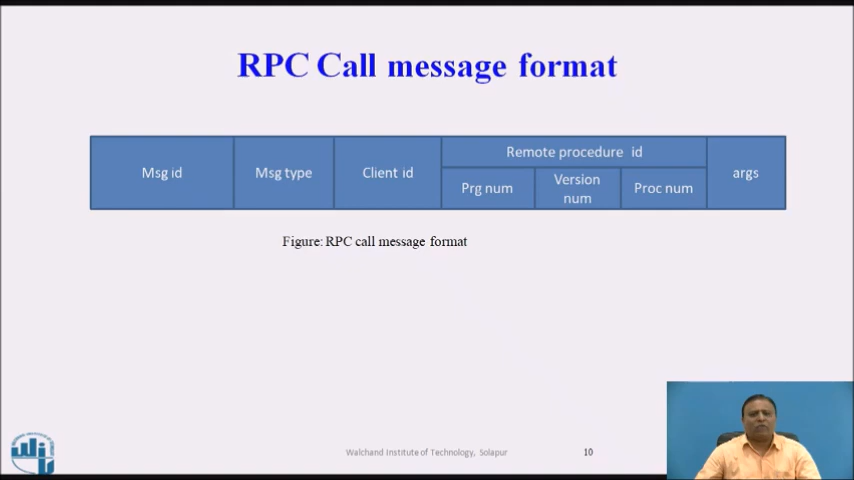 RPC Call message format
Msg id
Msg type
Client id
Remote procedure id
Prg num
Version
num
Proc num
args
Figure: RPC call message format
Walchand Institute of Technology, Solapur
10